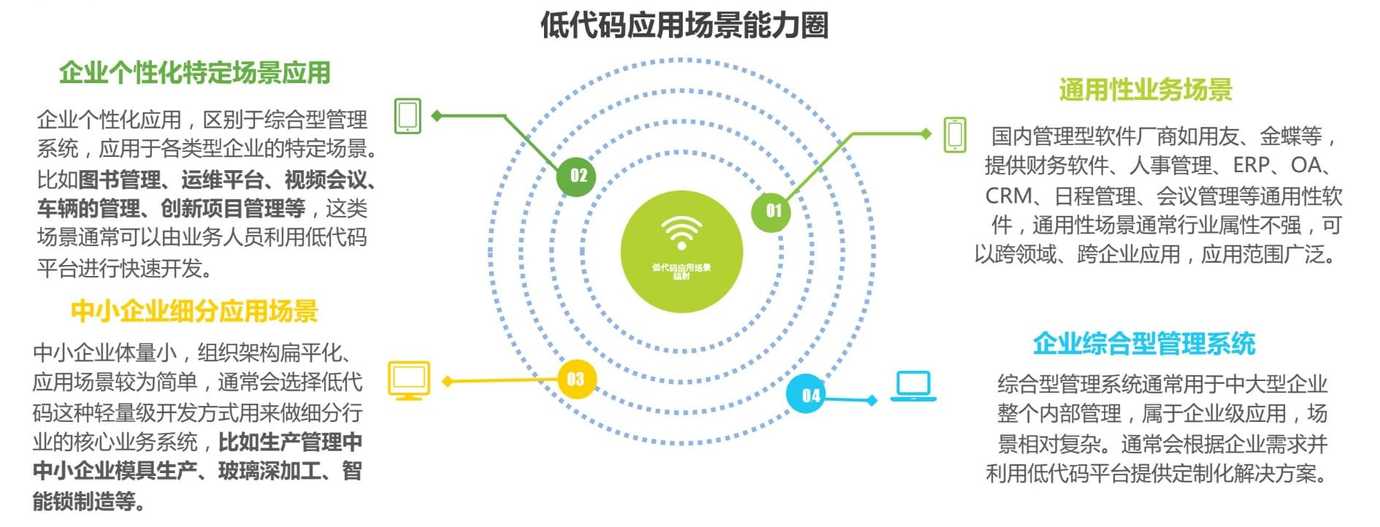 低代码应用场景能力圈
企业个性化特定场景应用
企业个性化应用，区别于综合型管理
系统，应用于各类型企业的特定场景。
比如图书管理、运维平台、视频会议、
车辆的管理、创新项目管理等，这类
场景通常可以由业务人员利用低代码
平台进行快速开发。
中小企业细分应用场景
中小企业体量小，组织架构扁平化、
应用场景较为简单，通常会选择低代
码这种轻量级开发方式用来做细分行
业的核心业务系统，比如生产管理中
中小企业模具生产、玻璃深加工、智
能锁制造等。
02
01
低代码应用场景
辐射
03
04
通用性业务场景
国内管理型软件厂商如用友、金蝶等，
提供财务软件、人事管理、ERP、OA、
CRM、日程管理、会议管理等通用性软
件，通用性场景通常行业属性不强，可
以跨领域、跨企业应用，应用范围广泛。
企业综合型管理系统
综合型管理系统通常用于中大型企业
整个内部管理，属于企业级应用，场
景相对复杂。通常会根据企业需求并
利用低代码平台提供定制化解决方案。